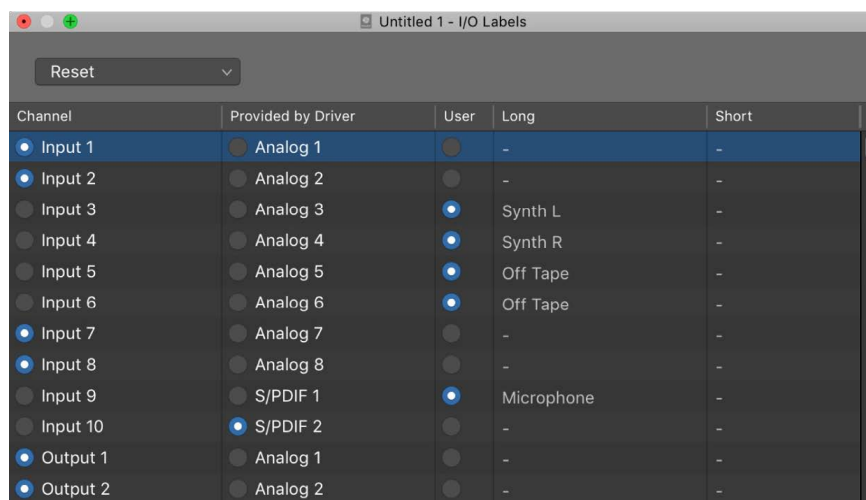 Untitled 1 - I/O Labels
Reset
Channel Provided by Driver User Long Short
Input 1 Analog 1 - -
Input 2 Analog 2 - -
Input 3 Analog 3 Synth L -
Input 4 Analog 4 Synth R -
Input 5 Analog 5 Off Tape -
Input 6 Analog 6 Off Tape -
Input 7 Analog 7 - -
Input 8 Analog 8 - -
Input 9 S/PDIF 1 Microphone -
Input 10 S/PDIF 2 - -
Output 1 Analog 1 - -
Output 2 Analog 2 - -